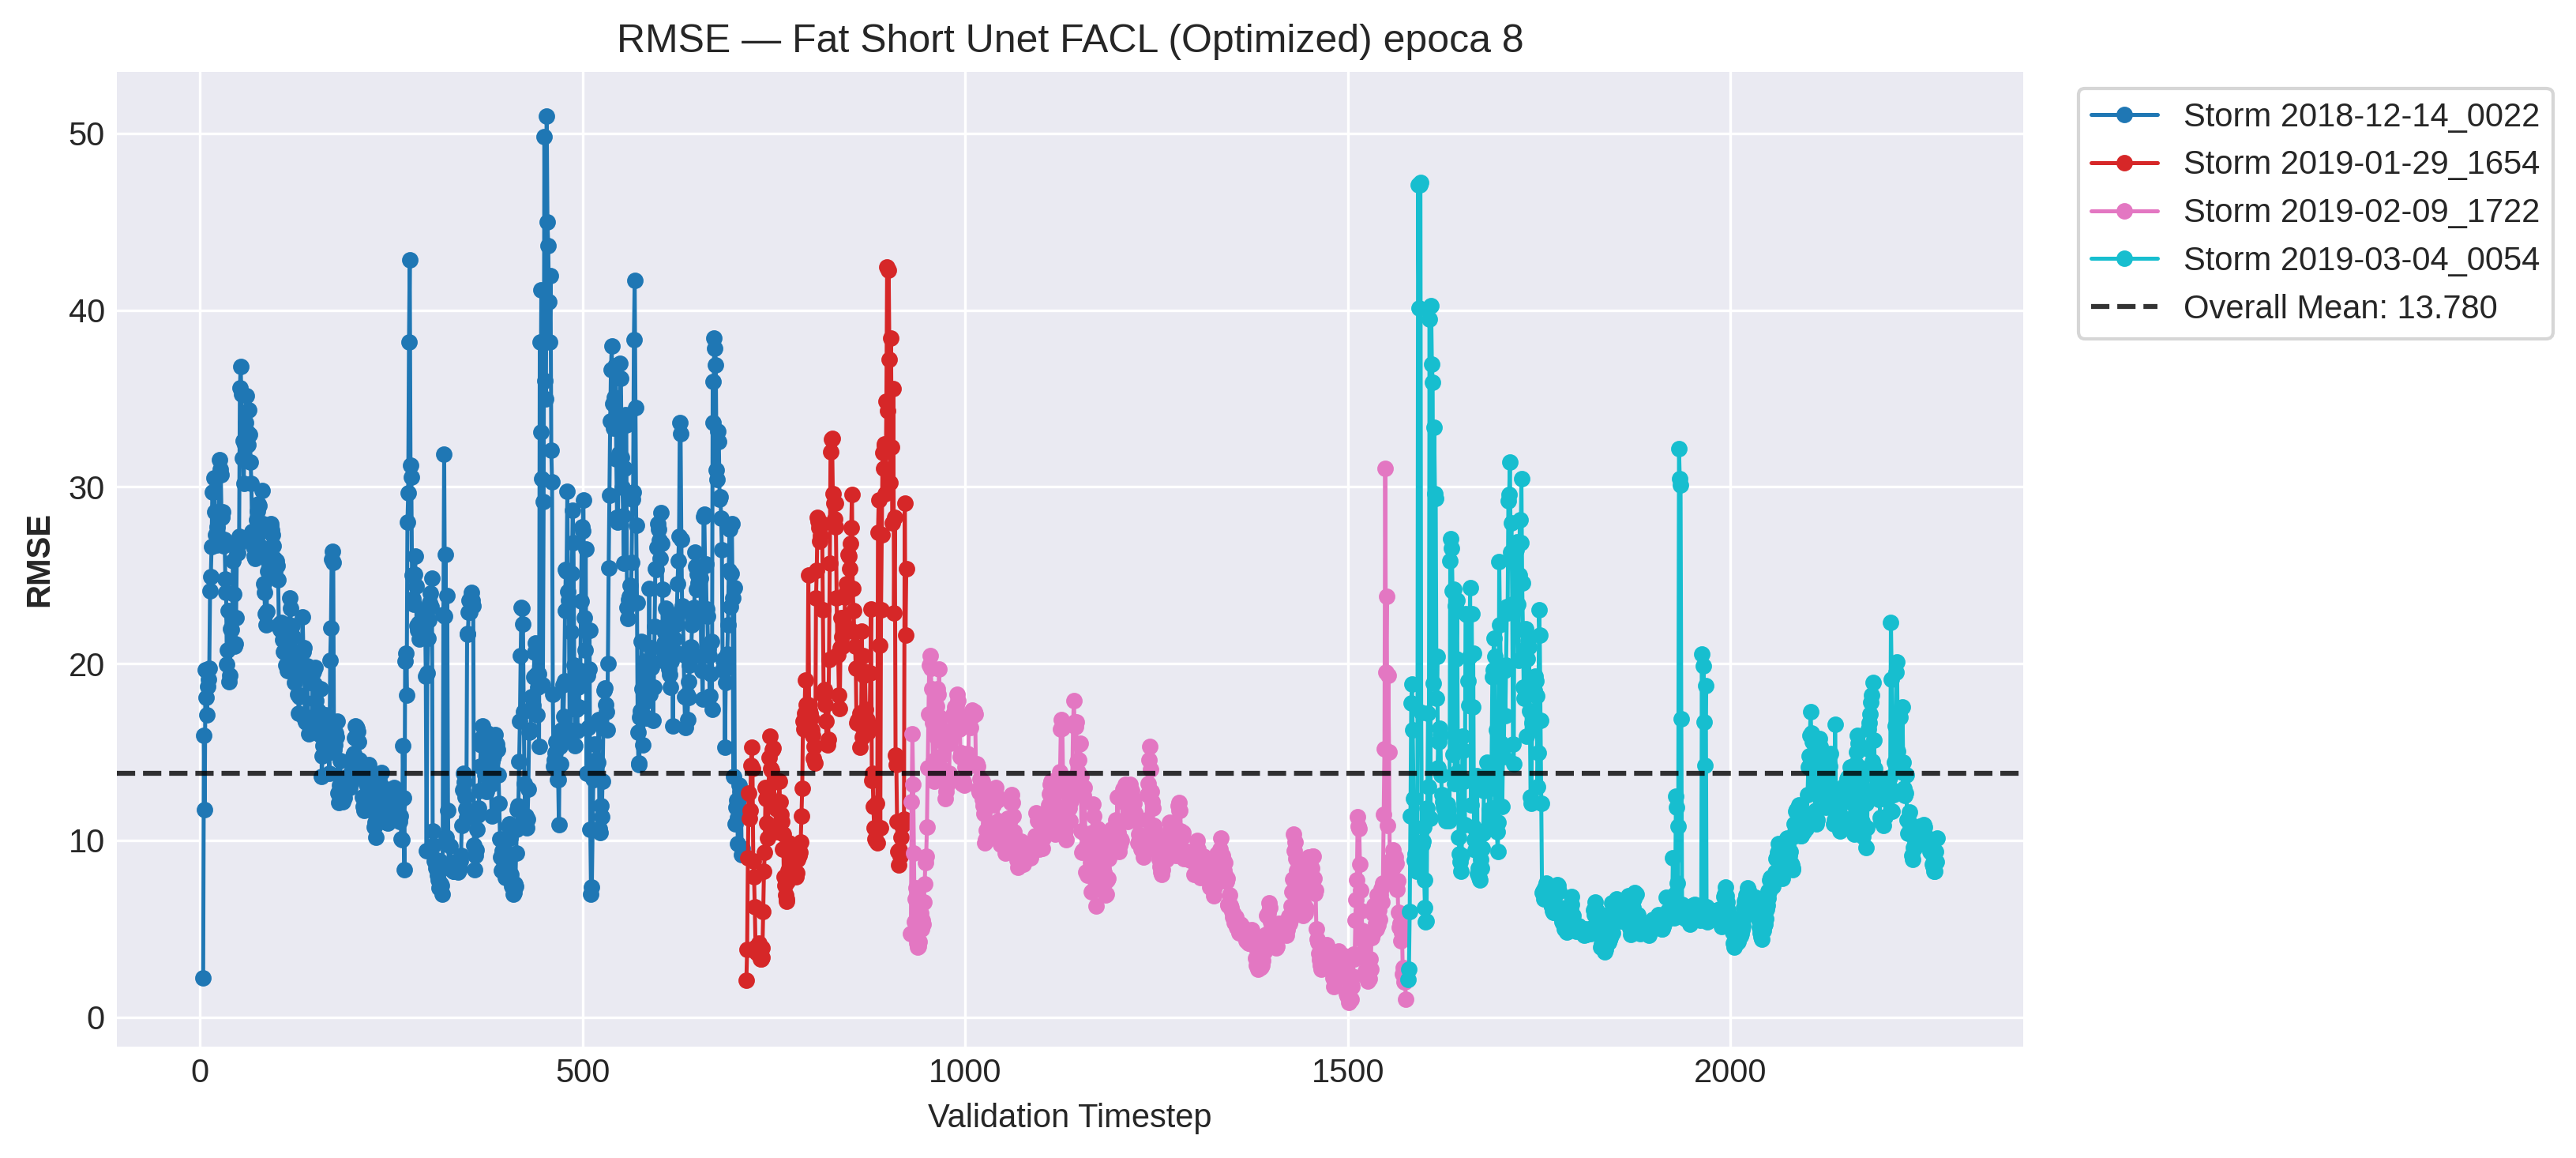 RMSE — Fat Short Unet FACL (Optimized) epoca 8
50
40
30
20
10
0
RMSE
0
500
1000
1500
2000
Validation Timestep
Storm 2018-12-14_0022
Storm 2019-01-29_1654
Storm 2019-02-09_1722
Storm 2019-03-04_0054
Overall Mean: 13.780